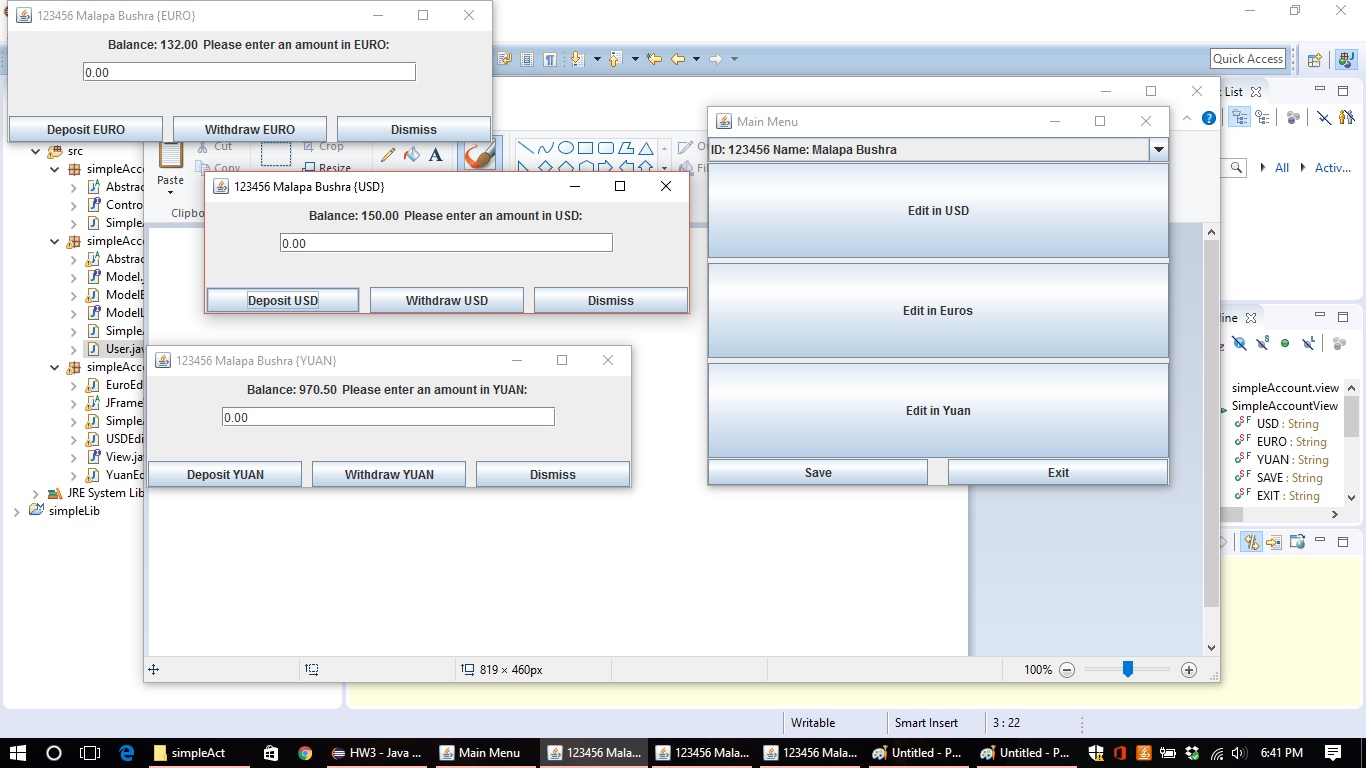 123456 Malapa Bushra {EURO}
Balance: 132.00 Please enter an amount in EURO:
0.00
Deposit EURO
Withdraw EURO
Dismiss
Quick Access
List
All
Activ...
src
simpleAcc
Abstrac
Contro
Simple
simpleAcc
Abstrac
Model.
ModelE
ModelL
Simple
User.jav
simpleAcc
EuroEd
JFrame
Simple
USDEdi
View.ja
YuanEd
JRE System Lib
simpleLib
Paste
Cut
Copy
Clipbo
Crop
Resize
A
Fi
123456 Malapa Bushra {USD}
Balance: 150.00 Please enter an amount in USD:
0.00
Deposit USD
Withdraw USD
Dismiss
123456 Malapa Bushra {YUAN}
Balance: 970.50 Please enter an amount in YUAN:
0.00
Deposit YUAN
Withdraw YUAN
Dismiss
Main Menu
ID: 123456 Name: Malapa Bushra
Edit in USD
Edit in Euros
Edit in Yuan
Save
Exit
ine
simpleAccount.view
SimpleAccountView
USD : String
EURO : String
YUAN : String
SAVE : String
EXIT : String
819 × 460px
100%
Writable
Smart Insert
3 : 22
simpleAct
HW3 - Java ...
Main Menu
123456 Mala...
123456 Mala...
123456 Mala...
Untitled - P...
Untitled - P...
6:41 PM